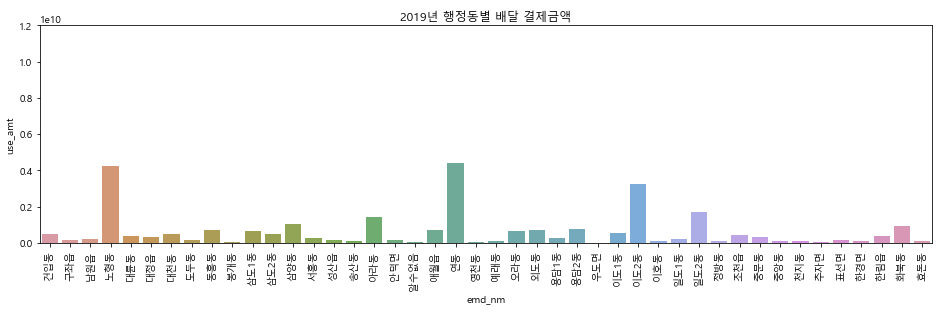 2019년 행정동별 배달 결제금액
1e10
1.2
1.0
0.8
0.6
0.4
0.2
0.0
use_amt
건입동 구좌읍 남원읍 노형동 대륜동 대정읍 대천동 도두동 동홍동 봉개동 삼도1동 삼도2동 삼양동 서홍동 성산읍 송산동 아라동 안덕면 알수없음 애월읍 연동 영천동 예래동 오라동 외도동 용담1동 용담2동 우도면 이도1동 이도2동 이호동 일도1동 일도2동 정방동 조천읍 중문동 중앙동 천지동 추자면 표선면 한경면 한림읍 화북동 효돈동
emd_nm